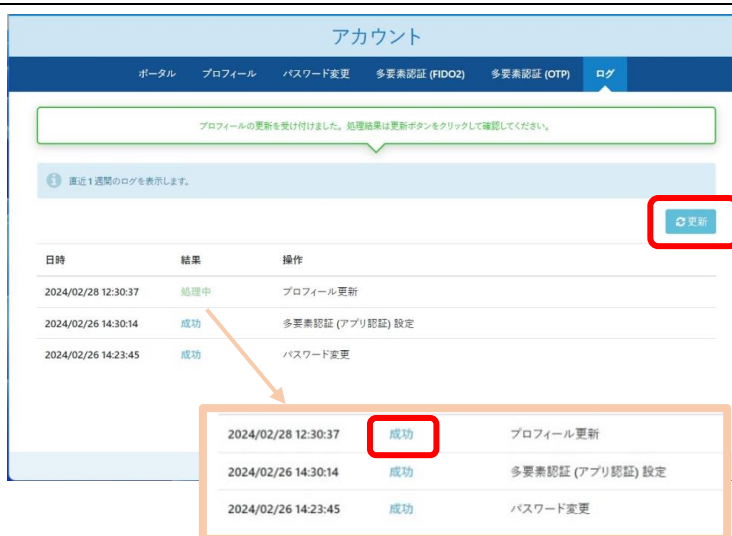 アカウント
ポータル プロフィール パスワード変更 多要素認証 (FIDO2) 多要素認証 (OTP) ログ
プロフィールの更新を受け付けました。処理結果は更新ボタンをクリックして確認してください。
直近1週間のログを表示します。
更新
日時 結果 操作
2024/02/28 12:30:37 処理中 プロフィール更新
2024/02/26 14:30:14 成功 多要素認証 (アプリ認証) 設定
2024/02/26 14:23:45 成功 パスワード変更
2024/02/28 12:30:37 成功 プロフィール更新
2024/02/26 14:30:14 成功 多要素認証 (アプリ認証) 設定
2024/02/26 14:23:45 成功 パスワード変更